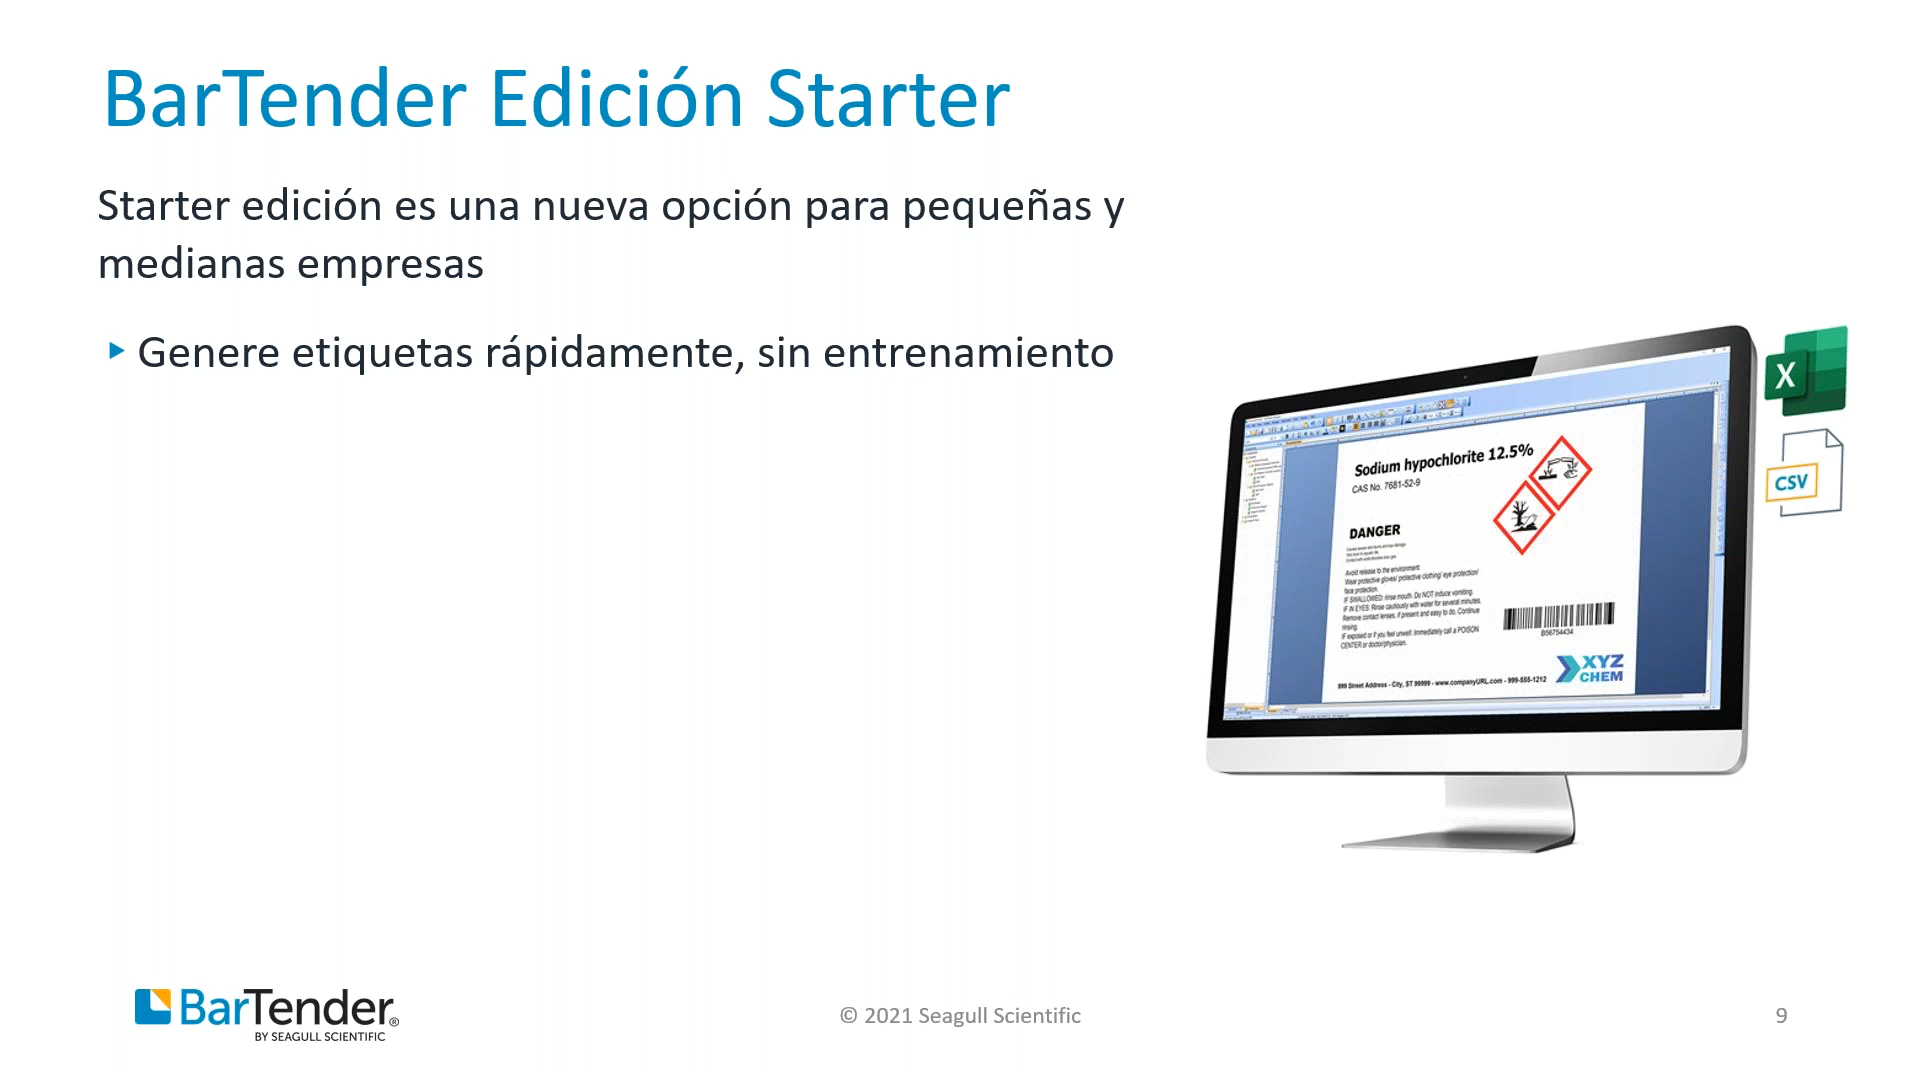 BarTender Edición Starter
Starter edición es una nueva opción para pequeñas y
medianas empresas
Genere etiquetas rápidamente, sin entrenamiento
X
CSV
Sodium hypochlorite 12.5%
CAS No. 7681-52-9
DANGER
Avoid release to the environment.
Wear protective gloves/ protective clothing/ eye protection/
face protection.
IF SWALLOWED: rinse mouth. Do NOT induce vomiting.
IF IN EYES: Rinse cautiously with water for several minutes.
Remove contact lenses, if present and easy to do. Continue
rinsing.
IF exposed or if you feel unwell: Immediately call a POISON
CENTER or doctor/physician.
B56754434
XYZ
CHEM
999 Street Address - City, ST 99999 - www.companyURL.com - 999-555-1212
BarTender®
BY SEAGULL SCIENTIFIC
© 2021 Seagull Scientific
9